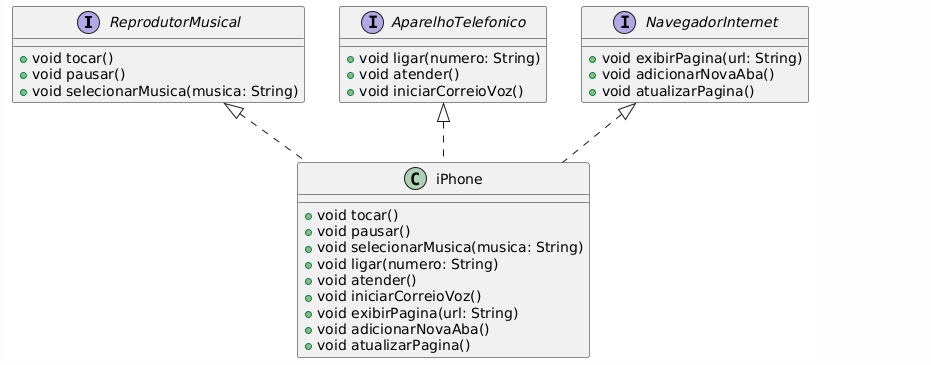 I ReprodutorMusical
void tocar()
void pausar()
void selecionarMusica(musica: String)
I AparelhoTelefonico
void ligar(numero: String)
void atender()
void iniciarCorreioVoz()
I NavegadorInternet
void exibirPagina(url: String)
void adicionarNovaAba()
void atualizarPagina()
C iPhone
void tocar()
void pausar()
void selecionarMusica(musica: String)
void ligar(numero: String)
void atender()
void iniciarCorreioVoz()
void exibirPagina(url: String)
void adicionarNovaAba()
void atualizarPagina()